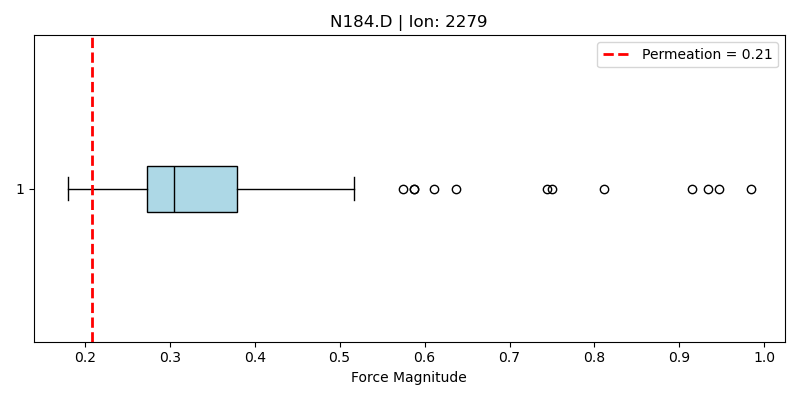 N184.D | Ion: 2279
Permeation = 0.21
1
0.2 0.3 0.4 0.5 0.6 0.7 0.8 0.9 1.0
Force Magnitude